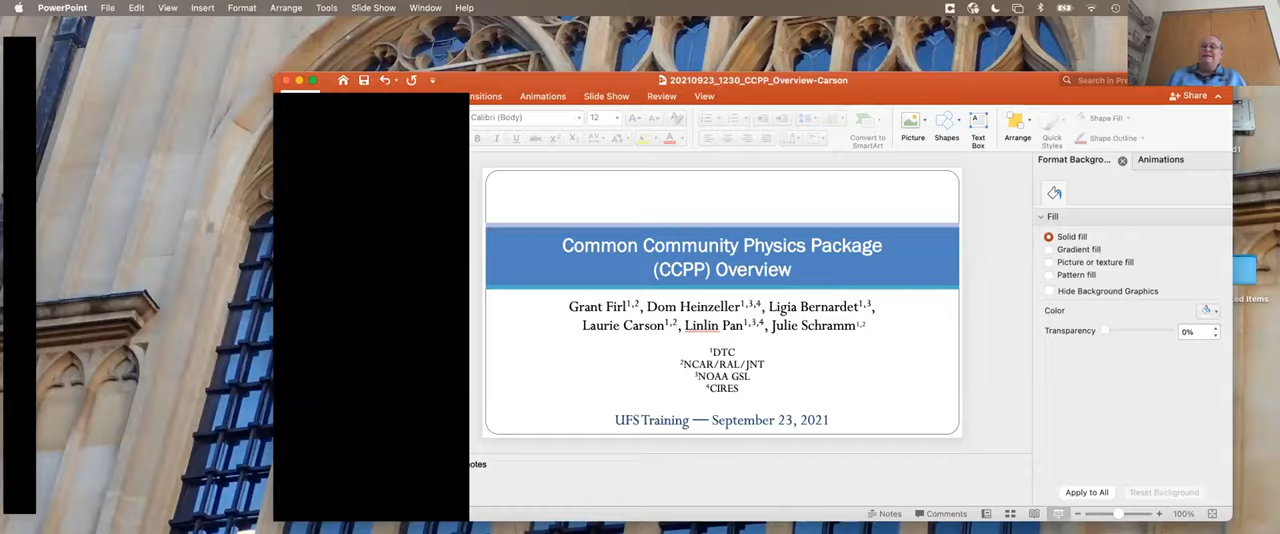 PowerPoint File Edit View Insert Format Arrange Tools Slide Show Window Help
20210923_1230_CCPP_Overview-Carson
Search in Pre
sitions Animations Slide Show Review View
Share
Calibri (Body) 12
Convert to
SmartArt
Picture
Shapes
Text
Box
Arrange
Quick
Styles
Shape Fill
Shape Outline
Format Backgro... Animations
Fill
Solid fill
Gradient fill
Picture or texture fill
Pattern fill
Hide Background Graphics
Color
Transparency 0%
Apply to All Reset Background
Common Community Physics Package
(CCPP) Overview
Grant Firl1,2, Dom Heinzeller1,3,4, Ligia Bernardet1,3,
Laurie Carson1,2, Linlin Pan1,3,4, Julie Schramm1,2
1DTC
2NCAR/RAL/JNT
3NOAA GSL
4CIRES
UFS Training — September 23, 2021
otes
Notes Comments 100%
ed Items